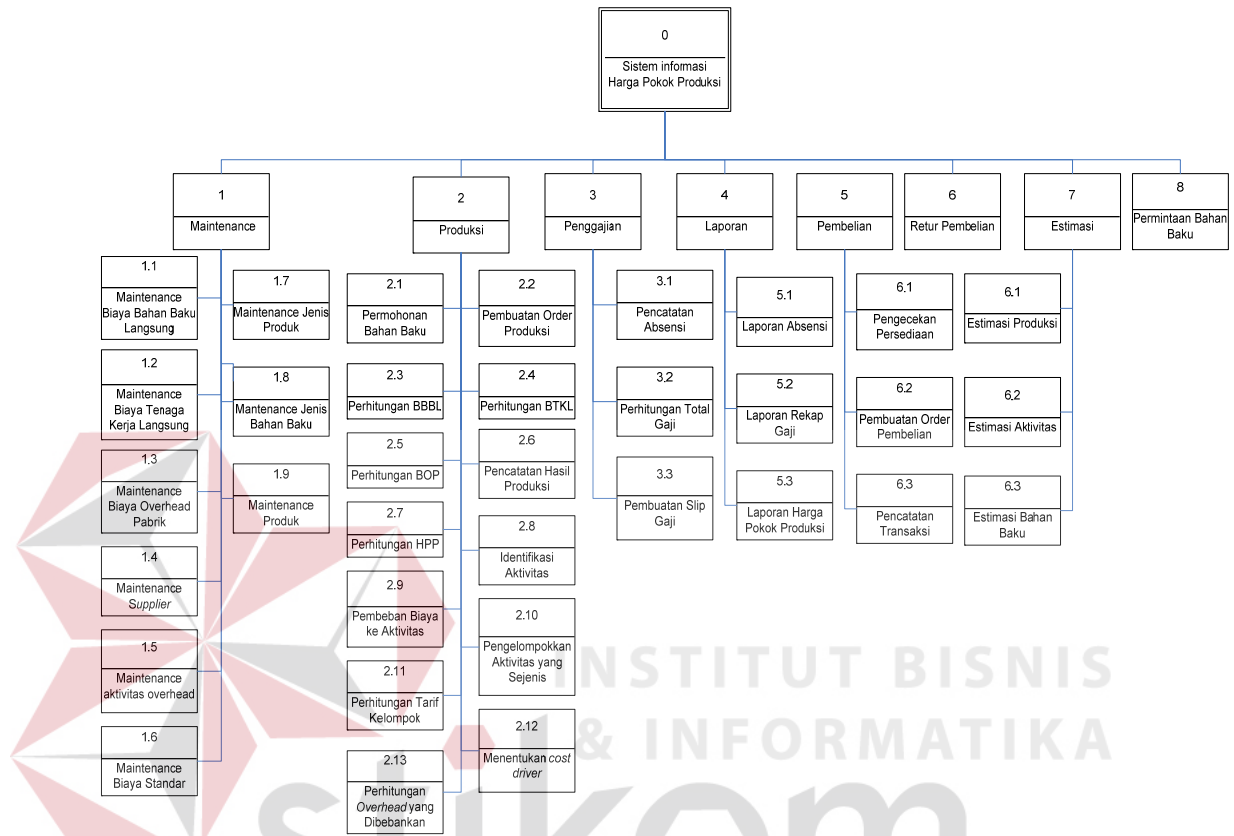 0
Sistem informasi
Harga Pokok Produksi
1
Maintenance
2
Produksi
3
Penggajian
4
Laporan
5
Pembelian
6
Retur Pembelian
7
Estimasi
8
Permintaan Bahan
Baku
1.1
Maintenance
Biaya Bahan Baku
Langsung
1.2
Maintenance
Biaya Tenaga
Kerja Langsung
1.3
Maintenance
Biaya Overhead
Pabrik
1.4
Maintenance
Supplier
1.5
Maintenance
aktivitas overhead
1.6
Maintenance
Biaya Standar
1.7
Maintenance Jenis
Produk
1.8
Mantenance Jenis
Bahan Baku
1.9
Maintenance
Produk
2.1
Permohonan
Bahan Baku
2.2
Pembuatan Order
Produksi
2.3
Perhitungan BBBL
2.4
Perhitungan BTKL
2.5
Perhitungan BOP
2.6
Pencatatan Hasil
Produksi
2.7
Perhitungan HPP
2.8
Identifikasi
Aktivitas
2.9
Pembeban Biaya
ke Aktivitas
2.10
Pengelompokkan
Aktivitas yang
Sejenis
2.11
Perhitungan Tarif
Kelompok
2.12
Menentukan cost
driver
2.13
Perhitungan
Overhead yang
Dibebankan
3.1
Pencatatan
Absensi
3.2
Perhitungan Total
Gaji
3.3
Pembuatan Slip
Gaji
5.1
Laporan Absensi
5.2
Laporan Rekap
Gaji
5.3
Laporan Harga
Pokok Produksi
6.1
Pengecekan
Persediaan
6.2
Pembuatan Order
Pembelian
6.3
Pencatatan
Transaksi
6.1
Estimasi Produksi
6.2
Estimasi Aktivitas
6.3
Estimasi Bahan
Baku
INSTITUT BISNIS
& INFORMATIKA
stikom